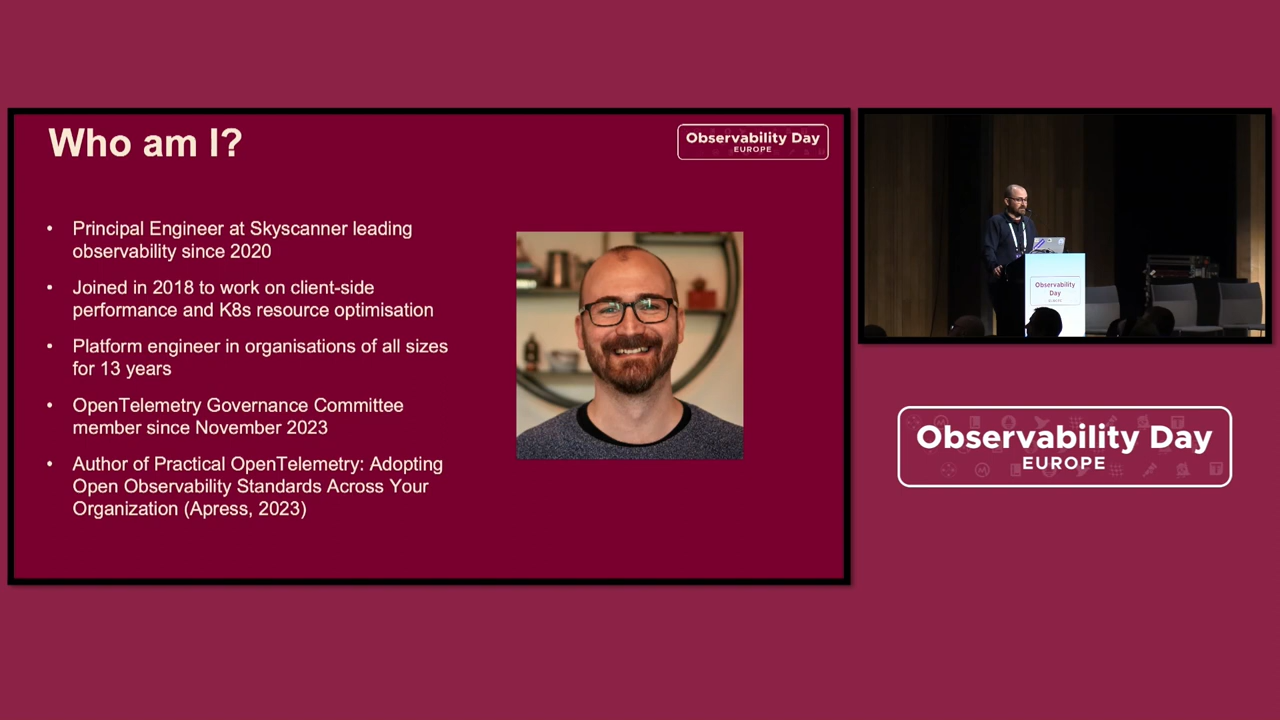 Who am I?
Observability Day
EUROPE
• Principal Engineer at Skyscanner leading
observability since 2020
• Joined in 2018 to work on client-side
performance and K8s resource optimisation
• Platform engineer in organisations of all sizes
for 13 years
• OpenTelemetry Governance Committee
member since November 2023
• Author of Practical OpenTelemetry: Adopting
Open Observability Standards Across Your
Organization (Apress, 2023)
Observability
Day
EUROPE
Observability Day
EUROPE